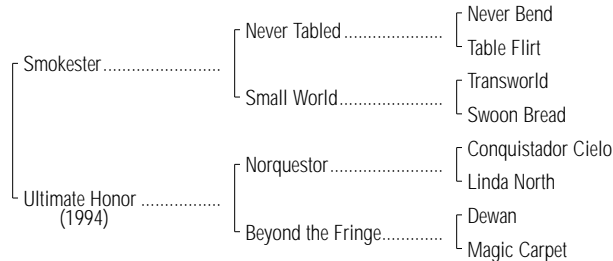 Never Bend
Never Tabled....................
Table Flirt
Smokester........................
Transworld
Small World.....................
Swoon Bread
Conquistador Cielo
Norquestor.......................
Linda North
Ultimate Honor .................
(1994)
Dewan
Beyond the Fringe.............
Magic Carpet